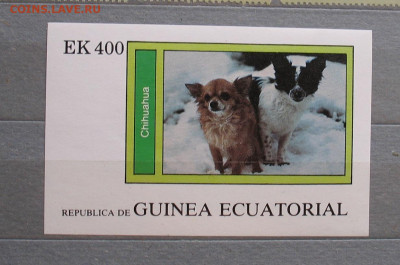 COINS.LAVE.RU
EK 400
Chihuahua
REPUBLICA DE GUINEA ECUATORIAL